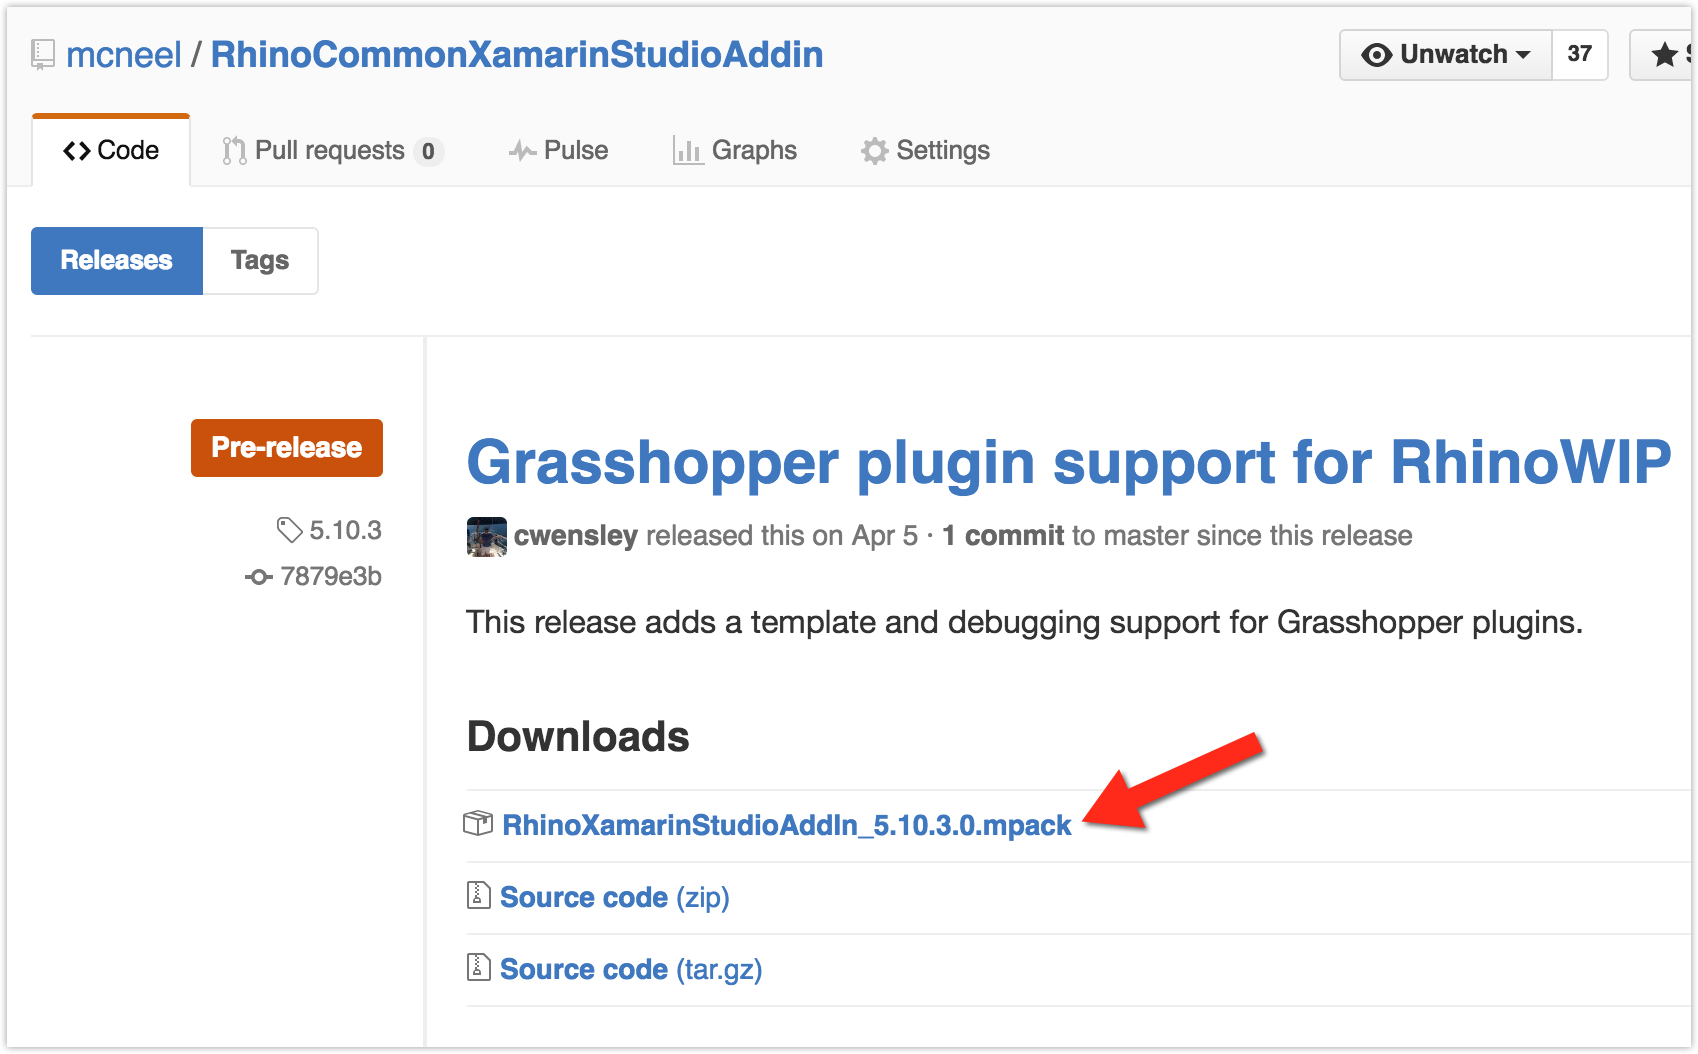 mcneel / RhinoCommonXamarinStudioAddin
Unwatch 37
Code Pull requests 0 Pulse Graphs Settings
Releases Tags
Pre-release
5.10.3
7879e3b
Grasshopper plugin support for RhinoWIP
cwensley released this on Apr 5 · 1 commit to master since this release
This release adds a template and debugging support for Grasshopper plugins.
Downloads
RhinoXamarinStudioAddIn_5.10.3.0.mpack
Source code (zip)
Source code (tar.gz)